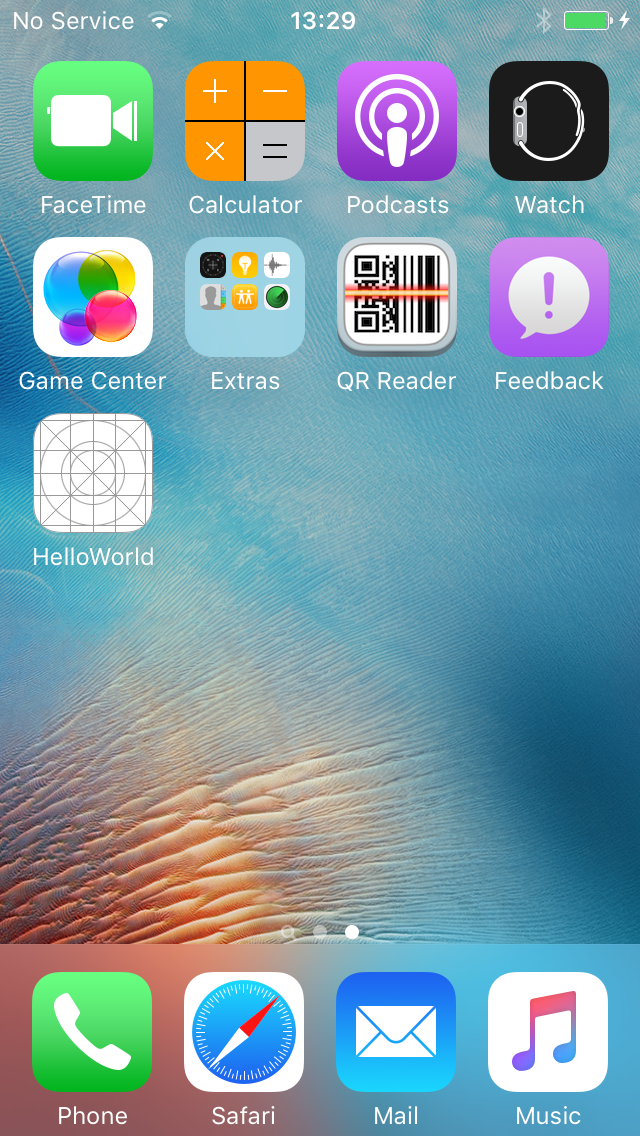 No Service 13:29
FaceTime Calculator Podcasts Watch
Game Center Extras QR Reader Feedback
HelloWorld
Phone Safari Mail Music